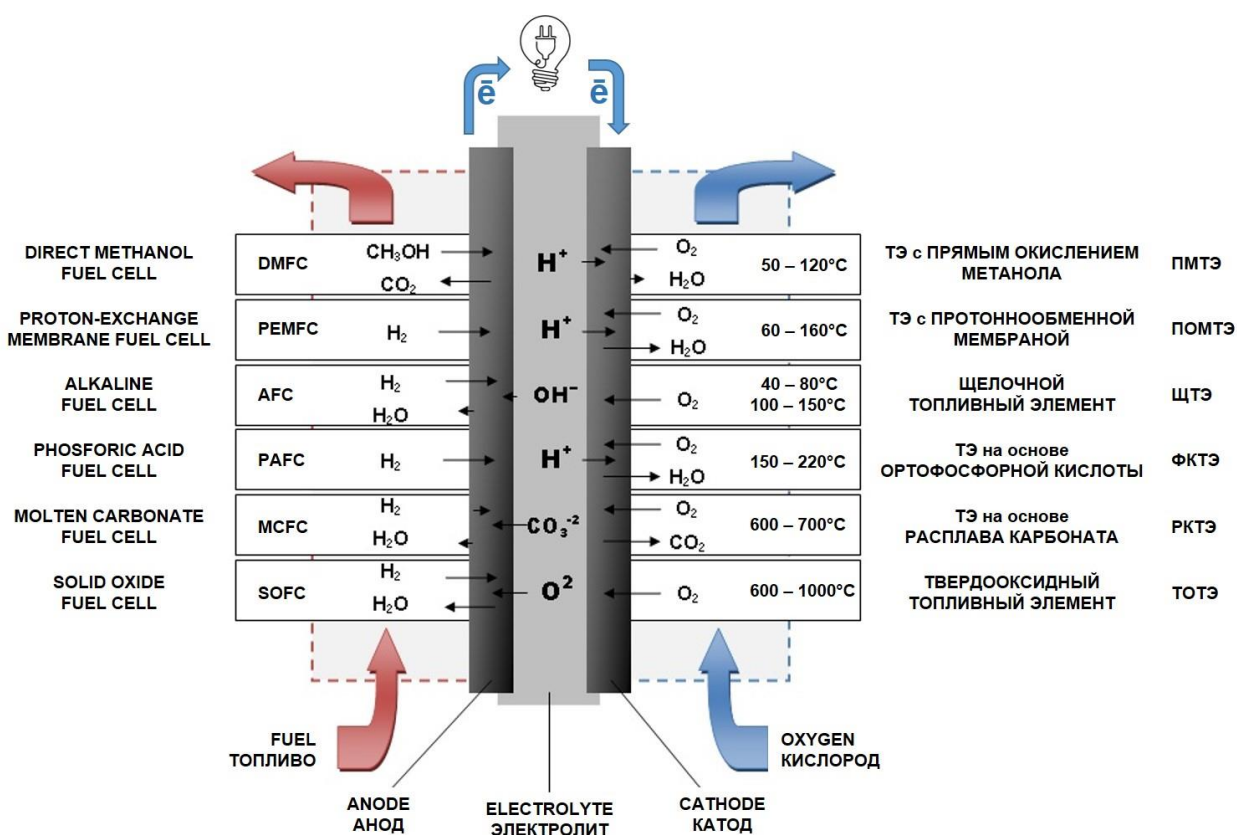 ē
ē
DIRECT METHANOL
FUEL CELL
DMFC
CH₃OH
CO₂
H⁺
O₂
H₂O
50 – 120°C
ТЭ с ПРЯМЫМ ОКИСЛЕНИЕМ
МЕТАНОЛА
ПМТЭ
PROTON-EXCHANGE
MEMBRANE FUEL CELL
PEMFC
H₂
H⁺
O₂
H₂O
60 – 160°C
ТЭ с ПРОТОННООБМЕННОЙ
МЕМБРАНОЙ
ПОМТЭ
ALKALINE
FUEL CELL
AFC
H₂
H₂O
OH⁻
O₂
40 – 80°C
100 – 150°C
ЩЕЛОЧНОЙ
ТОПЛИВНЫЙ ЭЛЕМЕНТ
ЩТЭ
PHOSFORIC ACID
FUEL CELL
PAFC
H₂
H⁺
O₂
H₂O
150 – 220°C
ТЭ на основе
ОРТОФОСФОРНОЙ КИСЛОТЫ
ФКТЭ
MOLTEN CARBONATE
FUEL CELL
MCFC
H₂
H₂O
CO₃⁻²
O₂
CO₂
600 – 700°C
ТЭ на основе
РАСПЛАВА КАРБОНАТА
РКТЭ
SOLID OXIDE
FUEL CELL
SOFC
H₂
H₂O
O²
O₂
600 – 1000°C
ТВЕРДООКСИДНЫЙ
ТОПЛИВНЫЙ ЭЛЕМЕНТ
ТОТЭ
FUEL
ТОПЛИВО
OXYGEN
КИСЛОРОД
ANODE
АНОД
ELECTROLYTE
ЭЛЕКТРОЛИТ
CATHODE
КАТОД